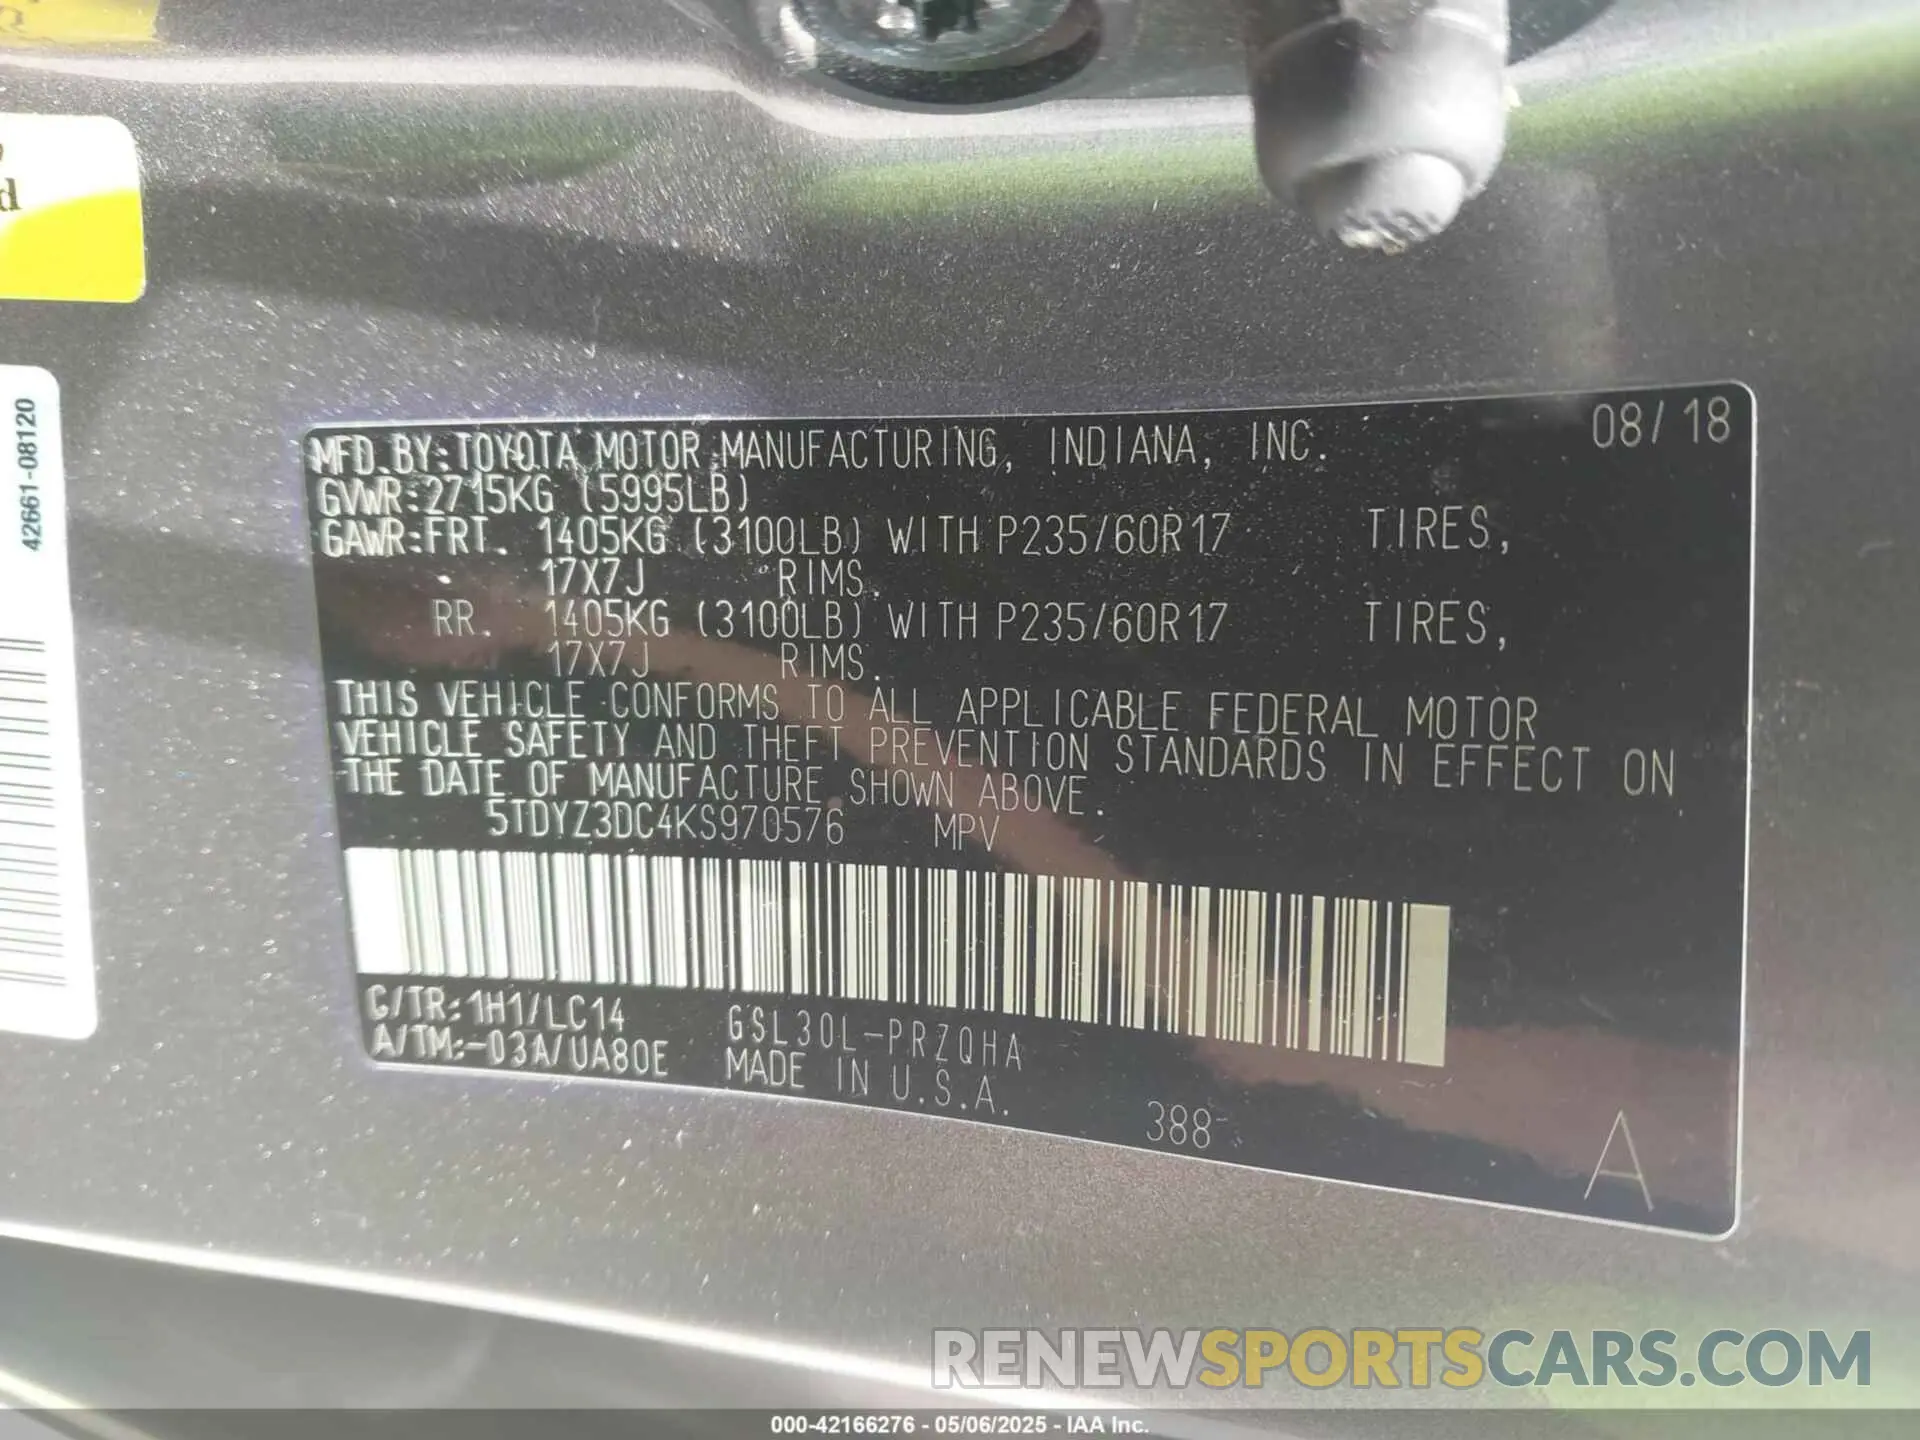 d
42661-08120
08/18
MFD.BY:TOYOTA MOTOR MANUFACTURING, INDIANA, INC.
GVWR:2715KG (5995LB)
GAWR:FRT. 1405KG (3100LB) WITH P235/60R17 TIRES,
17X7J RIMS.
RR. 1405KG (3100LB) WITH P235/60R17 TIRES,
17X7J RIMS.
THIS VEHICLE CONFORMS TO ALL APPLICABLE FEDERAL MOTOR
VEHICLE SAFETY AND THEFT PREVENTION STANDARDS IN EFFECT ON
THE DATE OF MANUFACTURE SHOWN ABOVE.
5TDYZ3DC4KS970576 MPV
C/TR:1H1/LC14 GSL30L-PRZQHA
A/TM:-03A/UA80E MADE IN U.S.A.
388
A
RENEWSPORTSCARS.COM
000-42166276 - 05/06/2025 - IAA Inc.